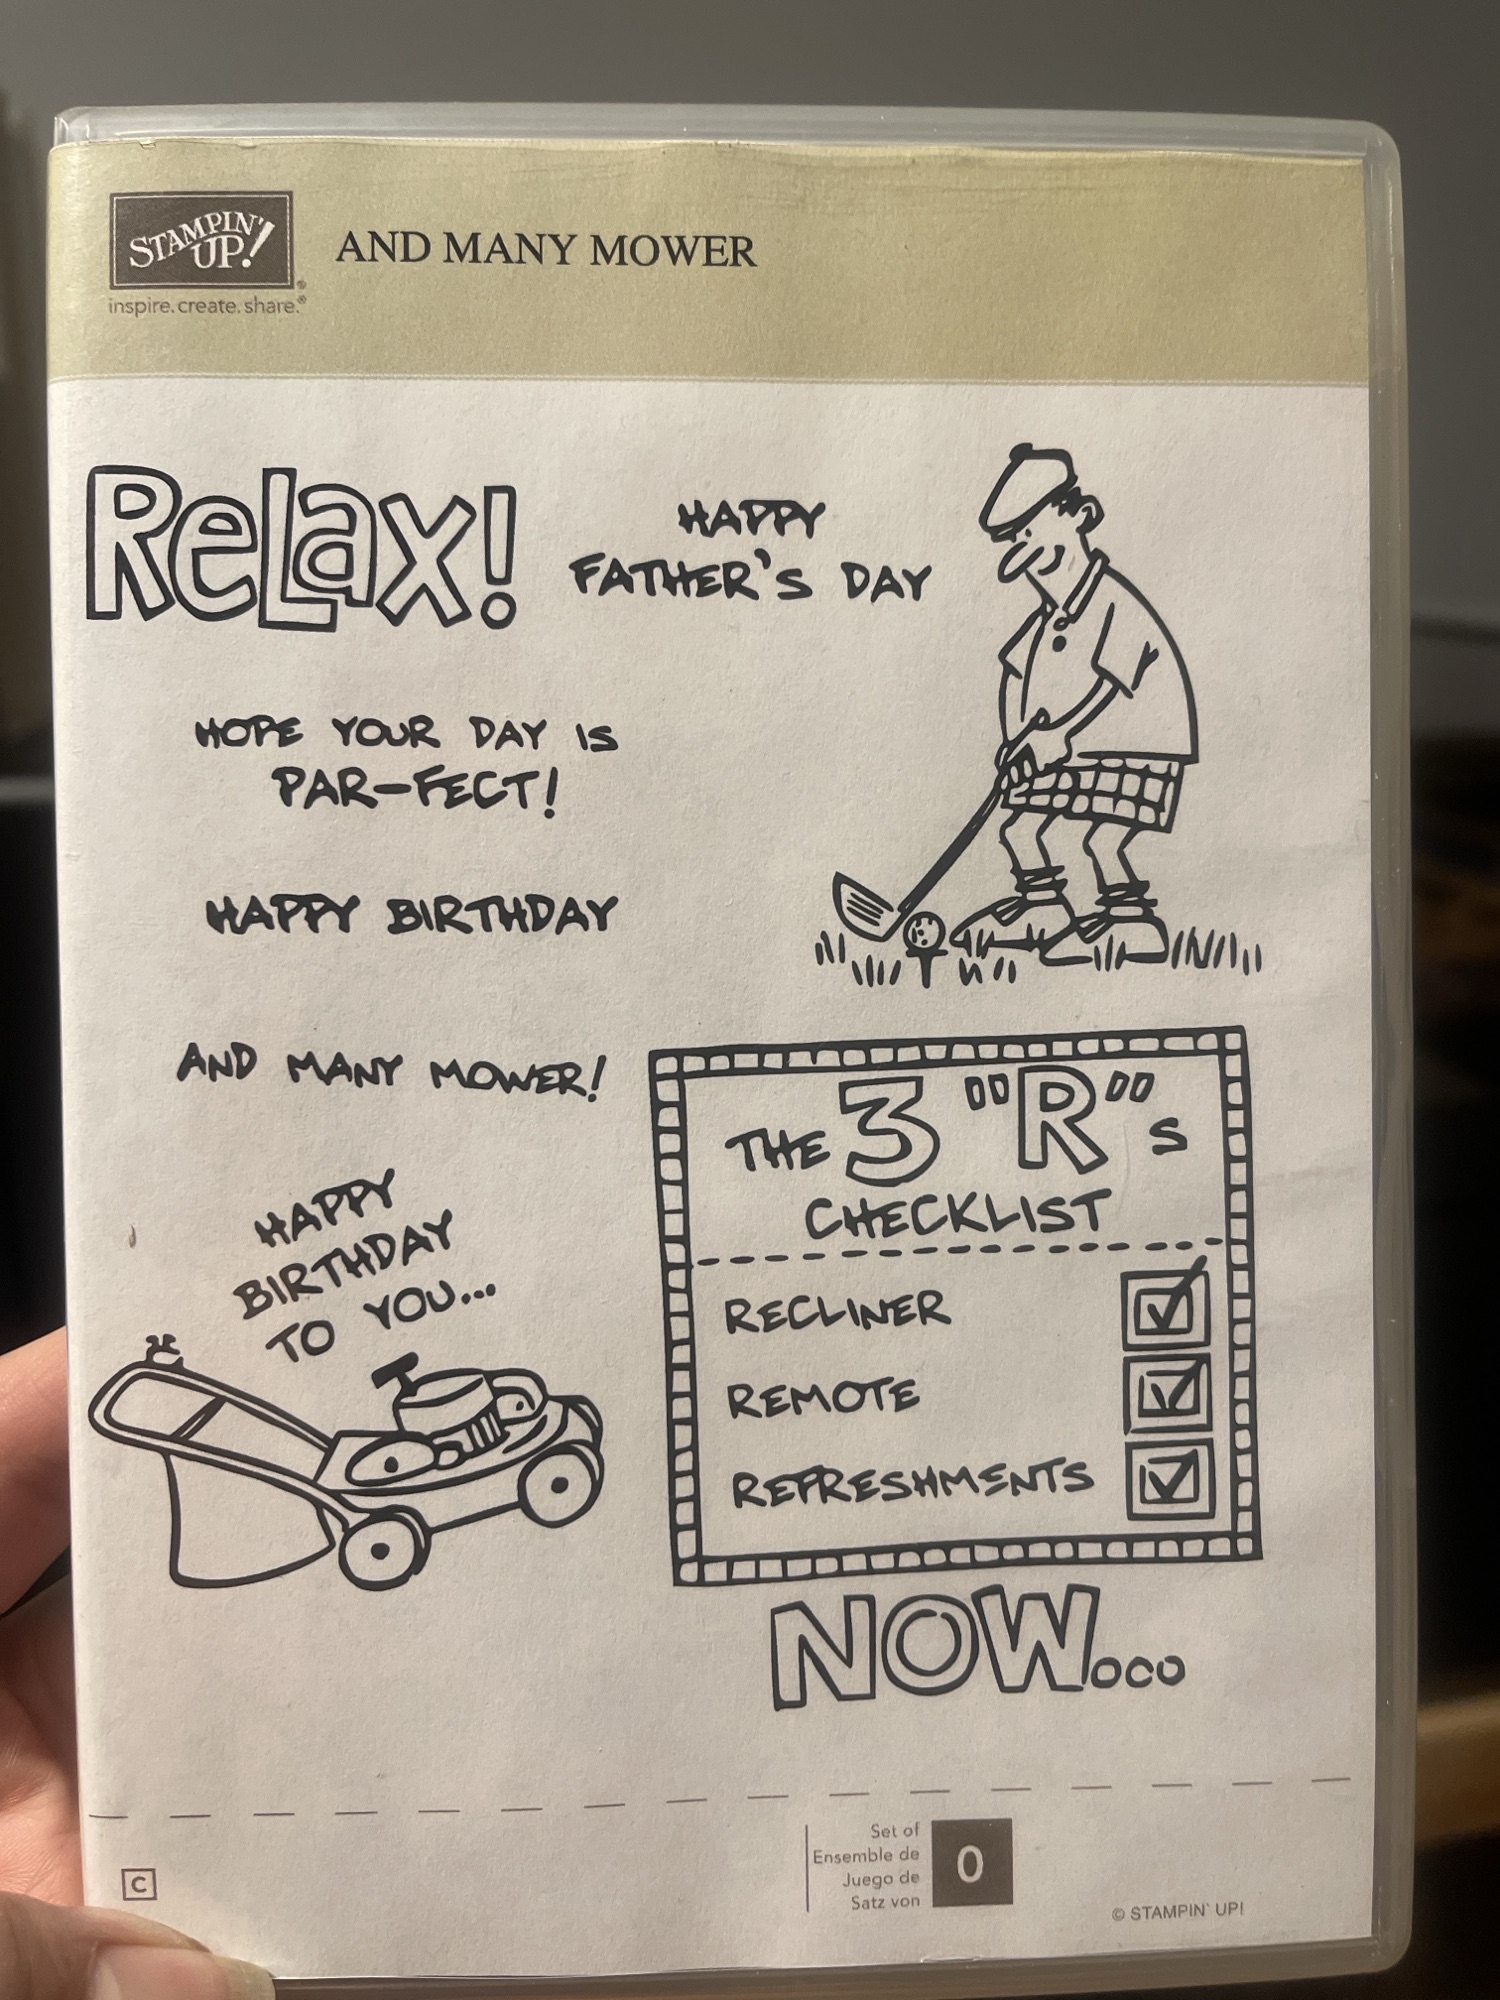 STAMPIN'
UP!
inspire.create.share.®
AND MANY MOWER
ReLax!
HAPPY
FATHER'S DAY
HOPE YOUR DAY IS
PAR-FECT!
HAPPY BIRTHDAY
AND MANY MOWER!
HAPPY
BIRTHDAY
TO YOU...
THE 3 "R"s
CHECKLIST
RECLINER
REMOTE
REFRESHMENTS
NOW...
C
Set of
Ensemble de
Juego de
Satz von
0
© STAMPIN' UP!